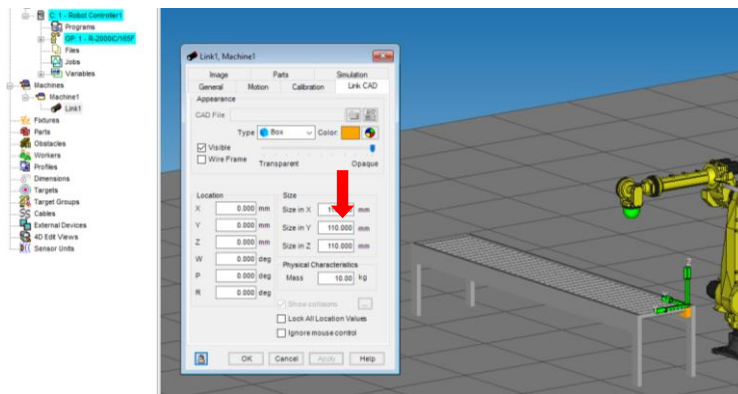 C: 1 - Robot Controller1
Programs
GP: 1 - R-2000iC/165F
Files
Jobs
Variables
Machines
Machine1
Link1
Fixtures
Parts
Obstacles
Workers
Profiles
Dimensions
Targets
Target Groups
Cables
External Devices
4D Edit Views
Sensor Units
Link1, Machine1
Image Parts Simulation
General Motion Calibration Link CAD
Appearance
CAD File
Type Box Color
Visible
Wire Frame
Transparent Opaque
Location Size
X 0.000 mm Size in X mm
Y 0.000 mm Size in Y 110.000 mm
Z 0.000 mm Size in Z 110.000 mm
W 0.000 deg Physical Characteristics
P 0.000 deg Mass 10.00 kg
R 0.000 deg
Show collisions ...
Lock All Location Values
Ignore mouse control
OK Cancel Apply Help
Z